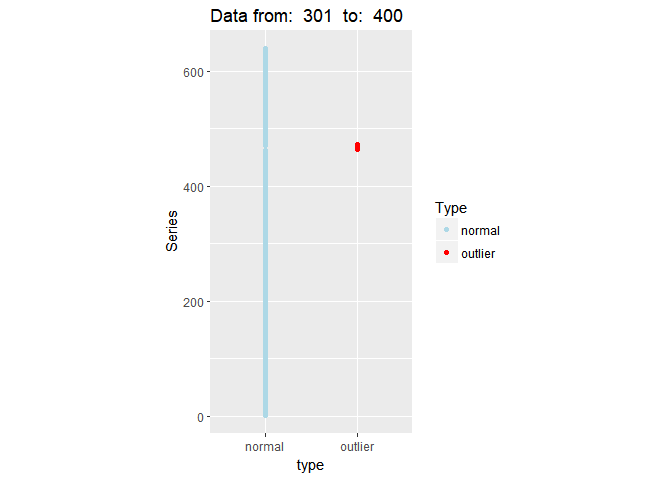 Data from:  301  to:  400
600
400
200
0
Series
normal
outlier
type
Type
normal
outlier